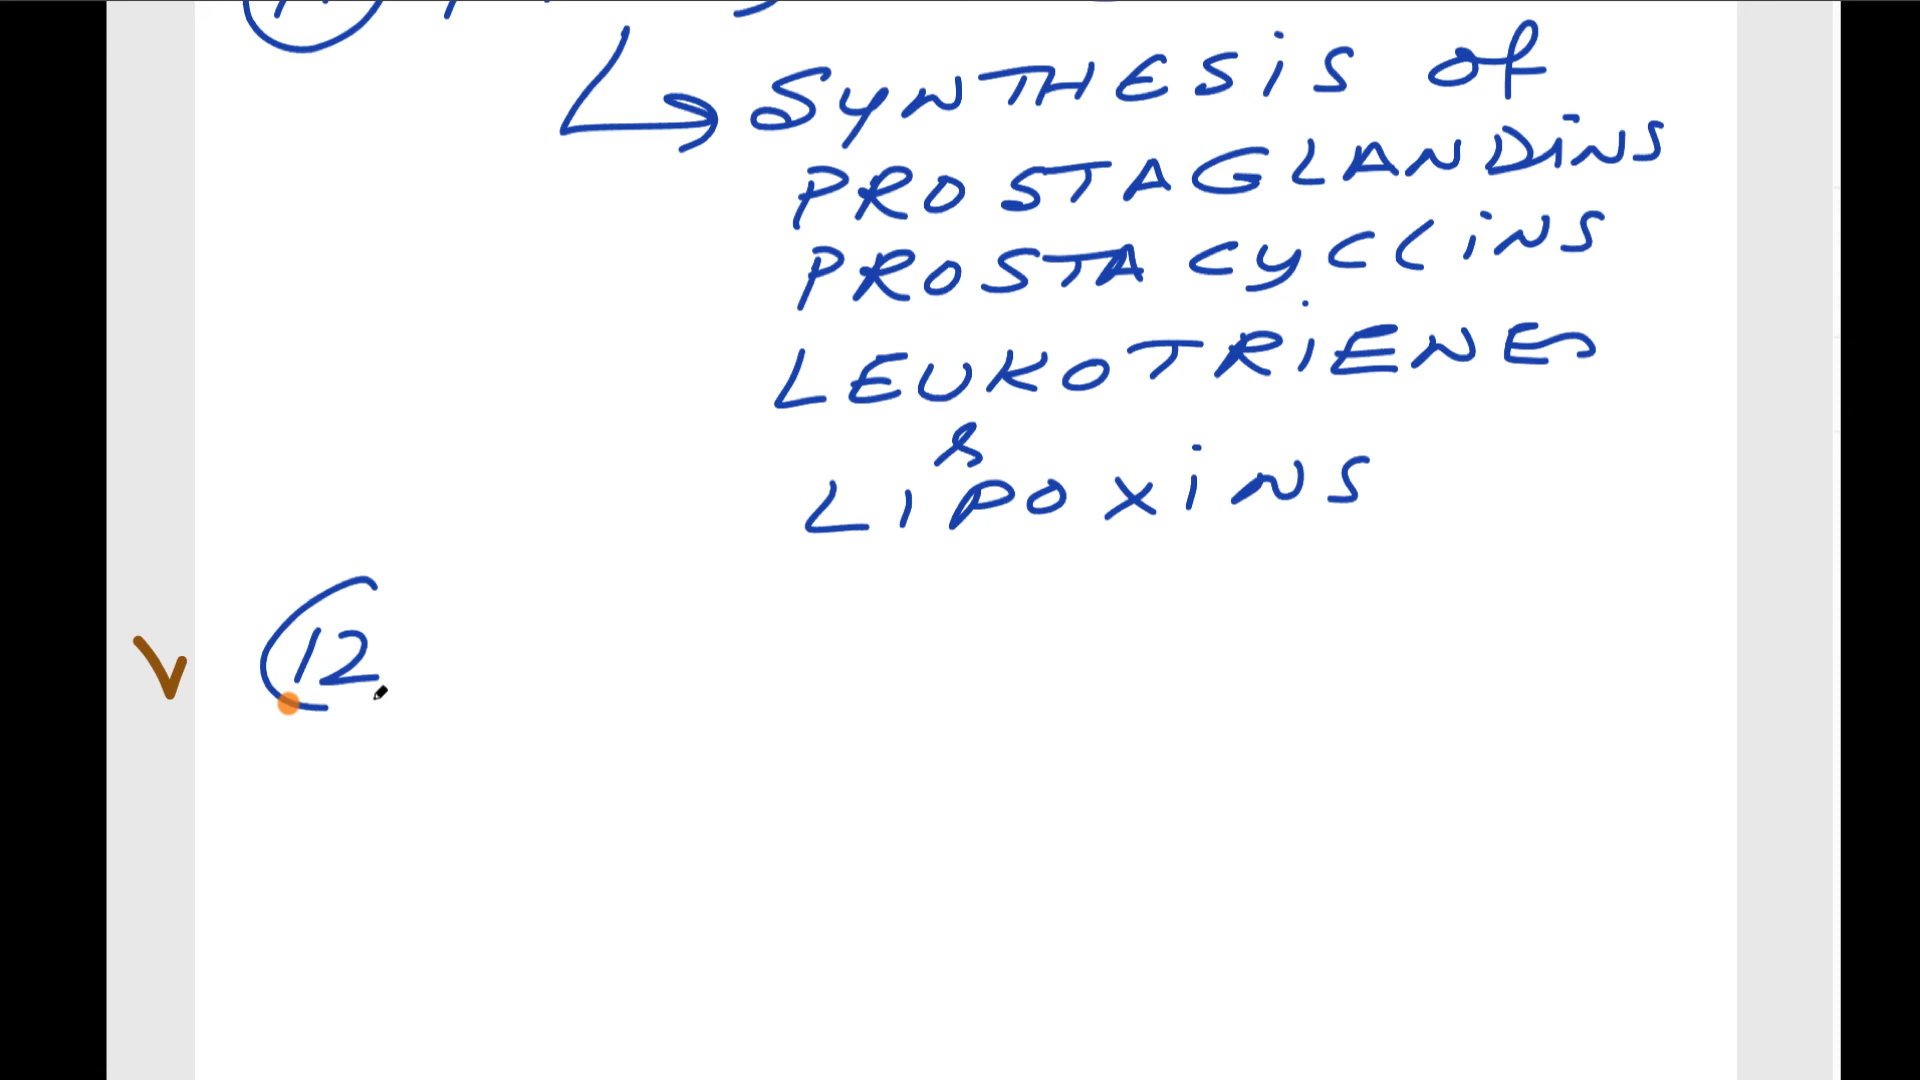 SYNTHESiS of
PROSTAGLANDiNS
PROSTACYCLiNS
LEUKOTRiENES
&
LiPOXiNS
12